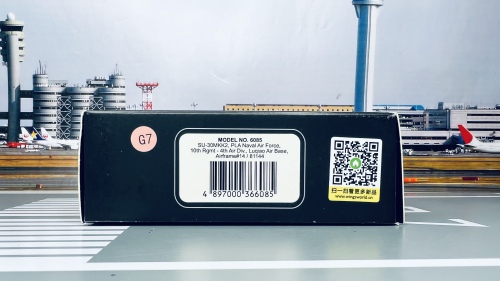 G7
MODEL NO. 6085
SU-30MKK2, PLA Naval Air Force,
10th Rgmt - 4th Air Div., Luqiao Air Base,
Airframe#14 / 81144
4 897000 366085
扫一扫看更多新品
www.wingsworld.cn